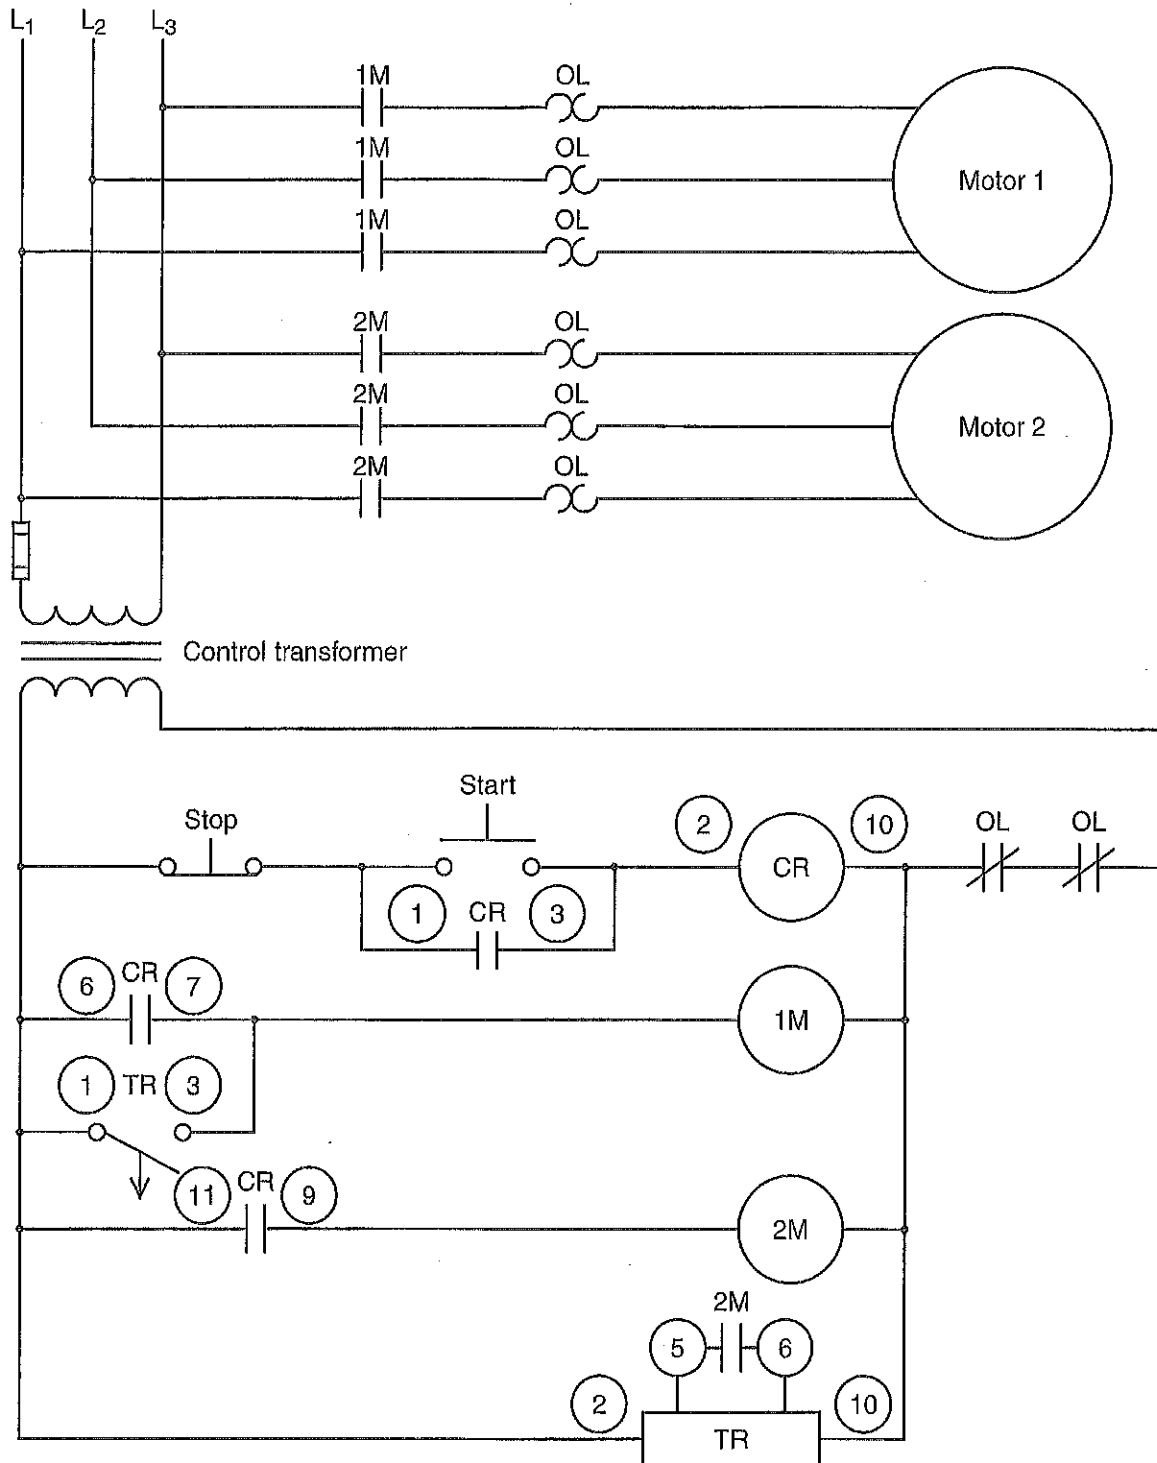 L1 L2 L3
1M OL
1M OL
Motor 1
1M OL
2M OL
2M OL
Motor 2
2M OL
Control transformer
Start
Stop 2 10 OL OL
CR
1 CR 3
6 CR 7
1M
1 TR 3
11 CR 9
2M
2M
5 6
2 10
TR